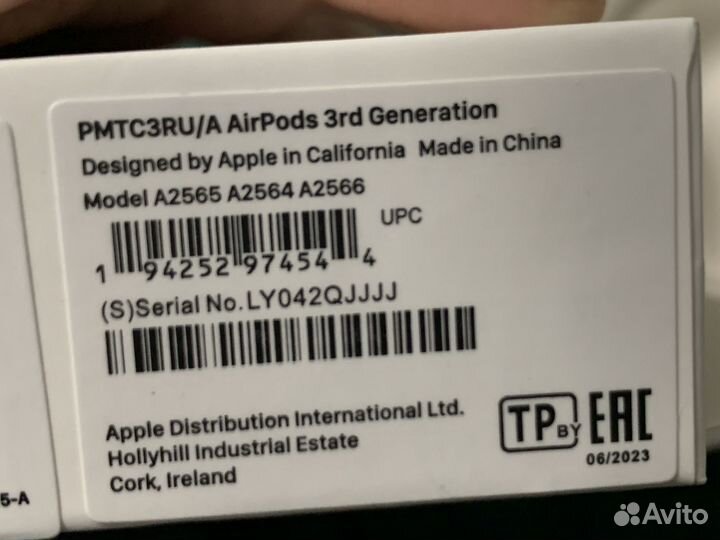 PMTC3RU/A AirPods 3rd Generation
Designed by Apple in California Made in China
Model A2565 A2564 A2566
UPC
1 94252 97454 4
(S)Serial No. LY042QJJJJ
Apple Distribution International Ltd.
Hollyhill Industrial Estate
Cork, Ireland
TP BY EAC
06/2023
5-A
Avito